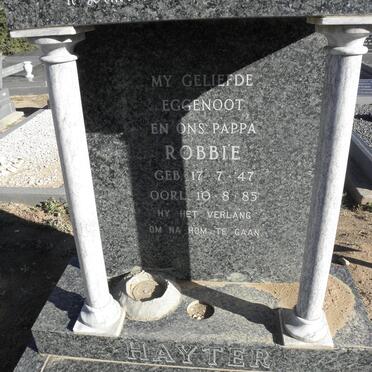 MY GELIEFDE
EGGENOOT
EN ONS PAPPA
ROBBIE
GEB. 17 - 7 - '47
OORL. 10 - 8 - 85
HY HET VERLANG
OM NA HOM TE GAAN
HAYTER